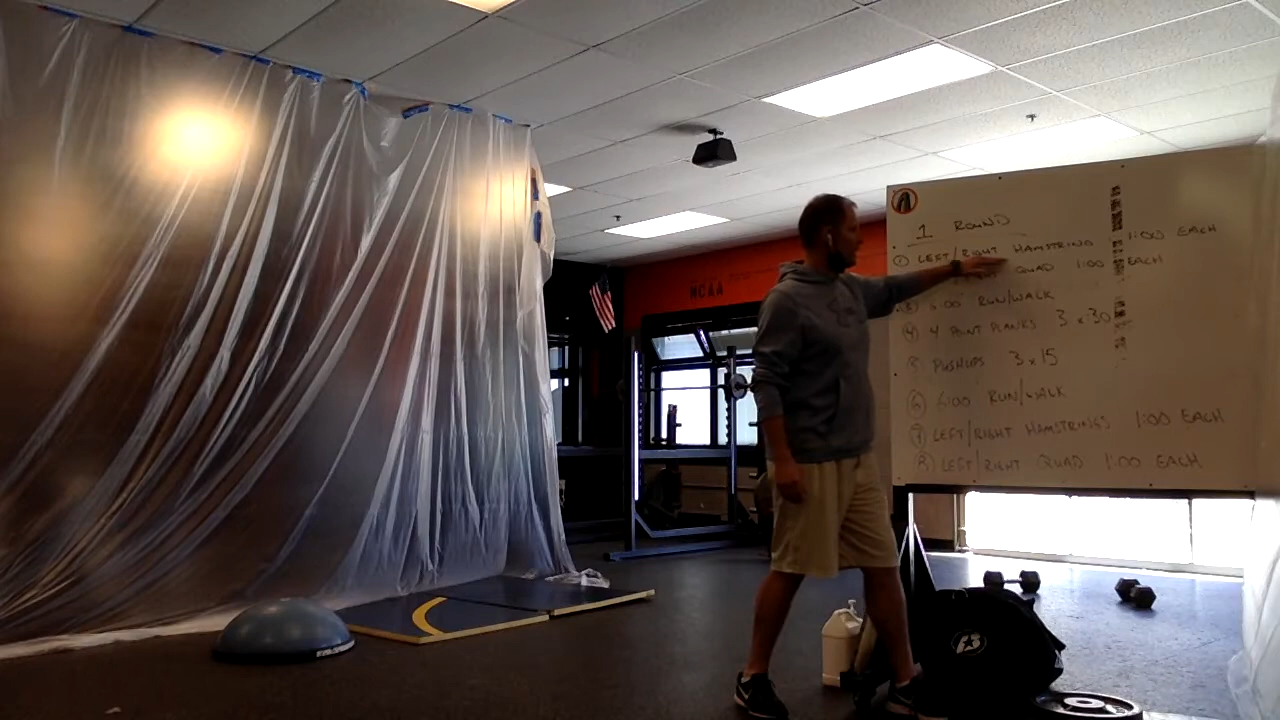 1 ROUND
① LEFT/RIGHT HAMSTRING 1:00 EACH
QUAD 1:00 EACH
③ 6:00 RUN/WALK
④ 4 POINT PLANKS 3 x :30
⑤ PUSHUPS 3 x 15
⑥ 6:00 RUN/WALK
⑦ LEFT/RIGHT HAMSTRINGS 1:00 EACH
⑧ LEFT/RIGHT QUAD 1:00 EACH
NCAA